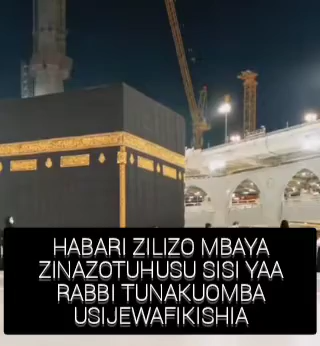 HABARI ZILIZO MBAYA
ZINAZOTUHUSU SISI YAA
RABBI TUNAKUOMBA
USIJEWAFIKISHIA